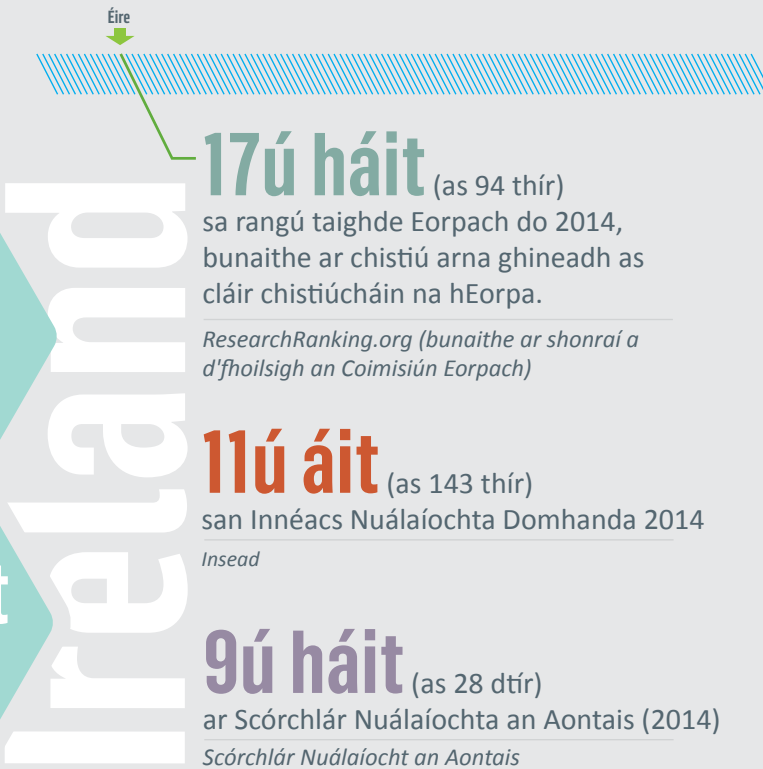 Éire
17ú háit (as 94 thír)
sa rangú taighde Eorpach do 2014,
bunaithe ar chistiú arna ghineadh as
cláir chistiúcháin na hEorpa.
ResearchRanking.org (bunaithe ar shonraí a
d'fhoilsigh an Coimisiún Eorpach)
11ú áit (as 143 thír)
san Innéacs Nuálaíochta Domhanda 2014
Insead
9ú háit (as 28 dtír)
ar Scórchlár Nuálaíochta an Aontais (2014)
Scórchlár Nuálaíocht an Aontais
Ireland